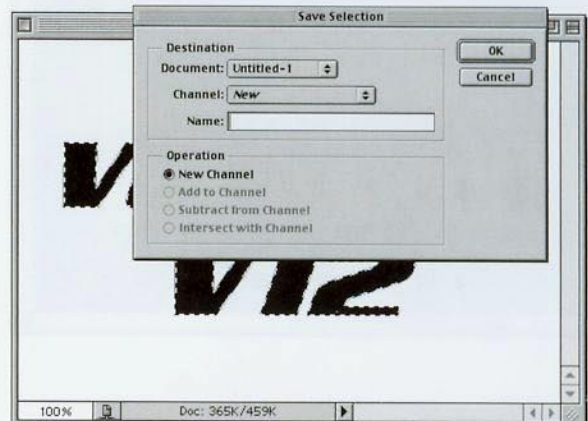 Save Selection
Destination
Document: Untitled-1
Channel: New
Name:
OK
Cancel
Operation
New Channel
Add to Channel
Subtract from Channel
Intersect with Channel
100%
Doc: 365K/459K